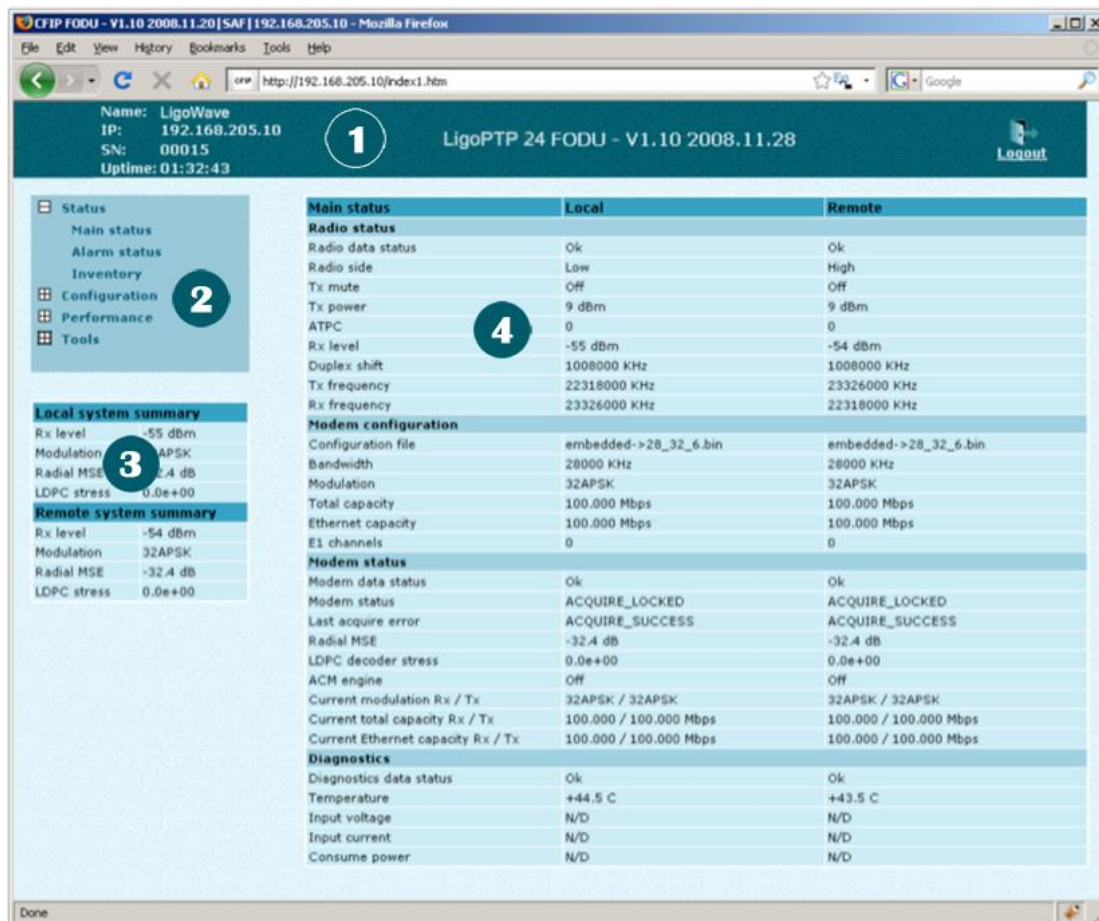 CFIP FODU - V1.10 2008.11.20|SAF|192.168.205.10 - Mozilla Firefox
File Edit View History Bookmarks Tools Help
CFIP http://192.168.205.10/index1.htm Google
Name: LigoWave
IP: 192.168.205.10
SN: 00015
Uptime: 01:32:43
1
LigoPTP 24 FODU - V1.10 2008.11.28
Logout
Status
Main status
Alarm status
Inventory
Configuration
Performance
Tools
2
Local system summary
Rx level -55 dBm
Modulation APSK
Radial MSE 2.4 dB
LDPC stress 0.0e+00
3
Remote system summary
Rx level -54 dBm
Modulation 32APSK
Radial MSE -32.4 dB
LDPC stress 0.0e+00
Main status Local Remote
Radio status
Radio data status Ok Ok
Radio side Low High
Tx mute Off Off
Tx power 9 dBm 9 dBm
ATPC 0 0
Rx level -55 dBm -54 dBm
Duplex shift 1008000 KHz 1008000 KHz
Tx frequency 22318000 KHz 23326000 KHz
Rx frequency 23326000 KHz 22318000 KHz
4
Modem configuration
Configuration file embedded->28_32_6.bin embedded->28_32_6.bin
Bandwidth 28000 KHz 28000 KHz
Modulation 32APSK 32APSK
Total capacity 100.000 Mbps 100.000 Mbps
Ethernet capacity 100.000 Mbps 100.000 Mbps
E1 channels 0 0
Modem status
Modem data status Ok Ok
Modem status ACQUIRE_LOCKED ACQUIRE_LOCKED
Last acquire error ACQUIRE_SUCCESS ACQUIRE_SUCCESS
Radial MSE -32.4 dB -32.4 dB
LDPC decoder stress 0.0e+00 0.0e+00
ACM engine Off Off
Current modulation Rx / Tx 32APSK / 32APSK 32APSK / 32APSK
Current total capacity Rx / Tx 100.000 / 100.000 Mbps 100.000 / 100.000 Mbps
Current Ethernet capacity Rx / Tx 100.000 / 100.000 Mbps 100.000 / 100.000 Mbps
Diagnostics
Diagnostics data status Ok Ok
Temperature +44.5 C +43.5 C
Input voltage N/D N/D
Input current N/D N/D
Consume power N/D N/D
Done